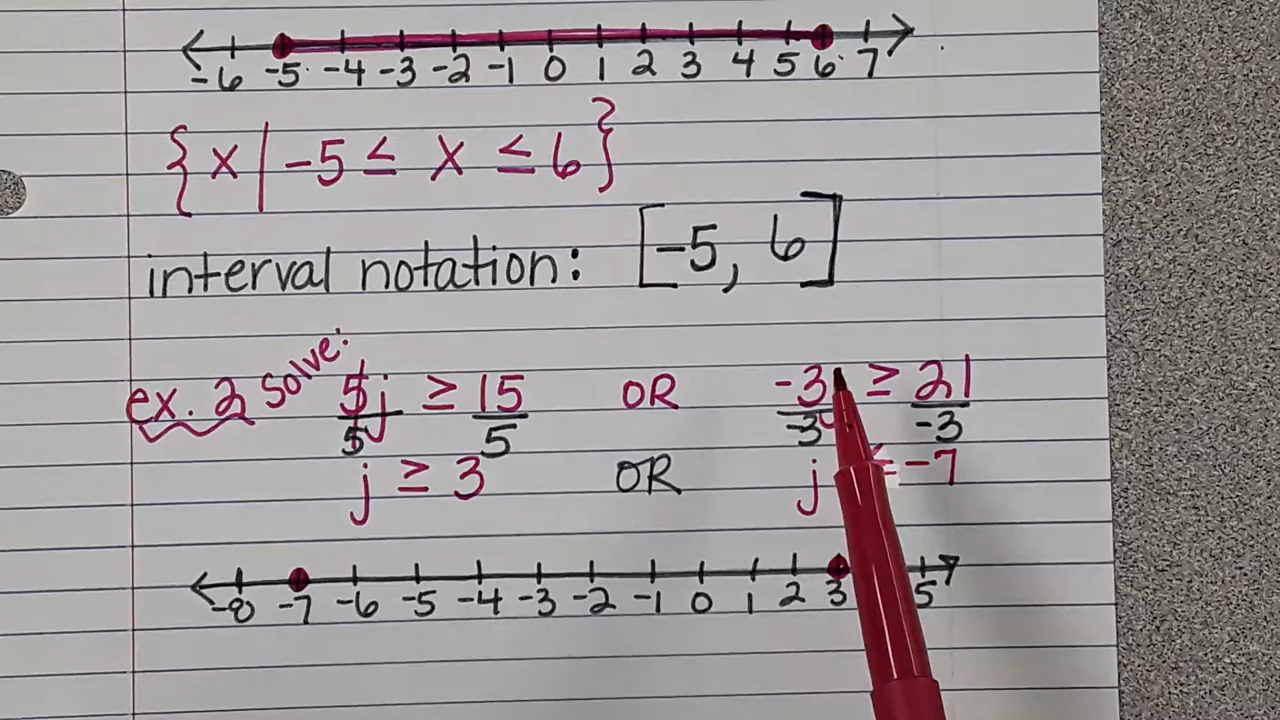 -6 -5 -4 -3 -2 -1 0 1 2 3 4 5 6 7
{x | -5 ≤ x ≤ 6}
interval notation: [-5, 6]
ex. 2 Solve: 5j ≥ 15 OR -3 ≥ 21
5 5 -3 -3
j ≥ 3 OR j ≤ -7
-8 -7 -6 -5 -4 -3 -2 -1 0 1 2 3 5